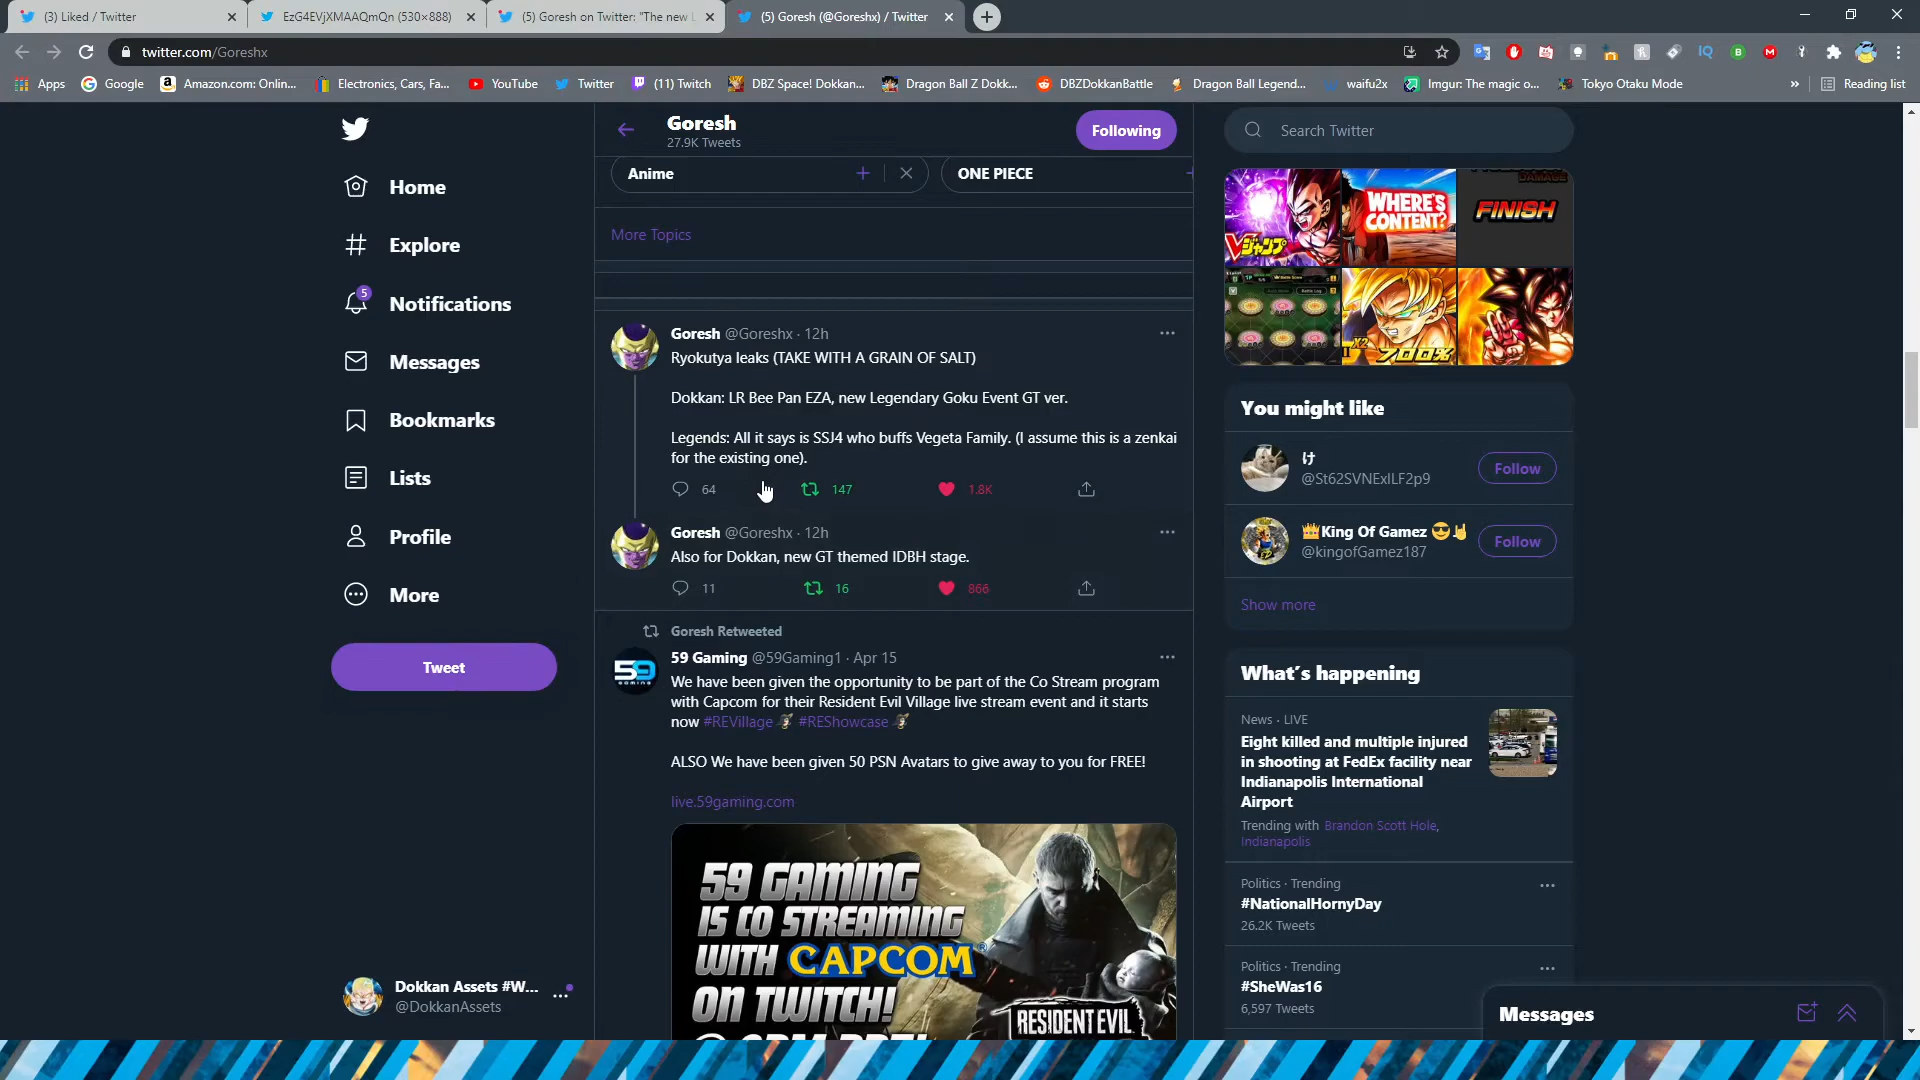 (3) Liked / Twitter
EzG4EVjXMAAQmQn (530×888)
(5) Goresh on Twitter: "The new L
(5) Goresh (@Goreshx) / Twitter
twitter.com/Goreshx
Apps
Google
Amazon.com: Onlin...
Electronics, Cars, Fa...
YouTube
Twitter
(11) Twitch
DBZ Space! Dokkan...
Dragon Ball Z Dokk...
DBZDokkanBattle
Dragon Ball Legend...
waifu2x
Imgur: The magic o...
Tokyo Otaku Mode
»
Reading list
Home
Explore
5
Notifications
Messages
Bookmarks
Lists
Profile
More
Tweet
Dokkan Assets #W...
@DokkanAssets
Goresh
27.9K Tweets
Following
Anime
ONE PIECE
More Topics
Goresh @Goreshx · 12h
Ryokutya leaks (TAKE WITH A GRAIN OF SALT)
Dokkan: LR Bee Pan EZA, new Legendary Goku Event GT ver.
Legends: All it says is SSJ4 who buffs Vegeta Family. (I assume this is a zenkai
for the existing one).
64 147 1.8K
Goresh @Goreshx · 12h
Also for Dokkan, new GT themed IDBH stage.
11 16 866
Goresh Retweeted
59 Gaming @59Gaming1 · Apr 15
We have been given the opportunity to be part of the Co Stream program
with Capcom for their Resident Evil Village live stream event and it starts
now #REVillage #REShowcase
ALSO We have been given 50 PSN Avatars to give away to you for FREE!
live.59gaming.com
59 GAMING
IS CO STREAMING
WITH CAPCOM
ON TWITCH!
RESIDENT EVIL
Search Twitter
Vジャンプ
WHERE'S
CONTENT?
DAMAGE
FINISH
X2
700%
You might like
け
@St62SVNExlLF2p9
Follow
King Of Gamez
@kingofGamez187
Follow
Show more
What's happening
News · LIVE
Eight killed and multiple injured
in shooting at FedEx facility near
Indianapolis International
Airport
Trending with Brandon Scott Hole,
Indianapolis
Politics · Trending
#NationalHornyDay
26.2K Tweets
Politics · Trending
#SheWas16
6,597 Tweets
Messages